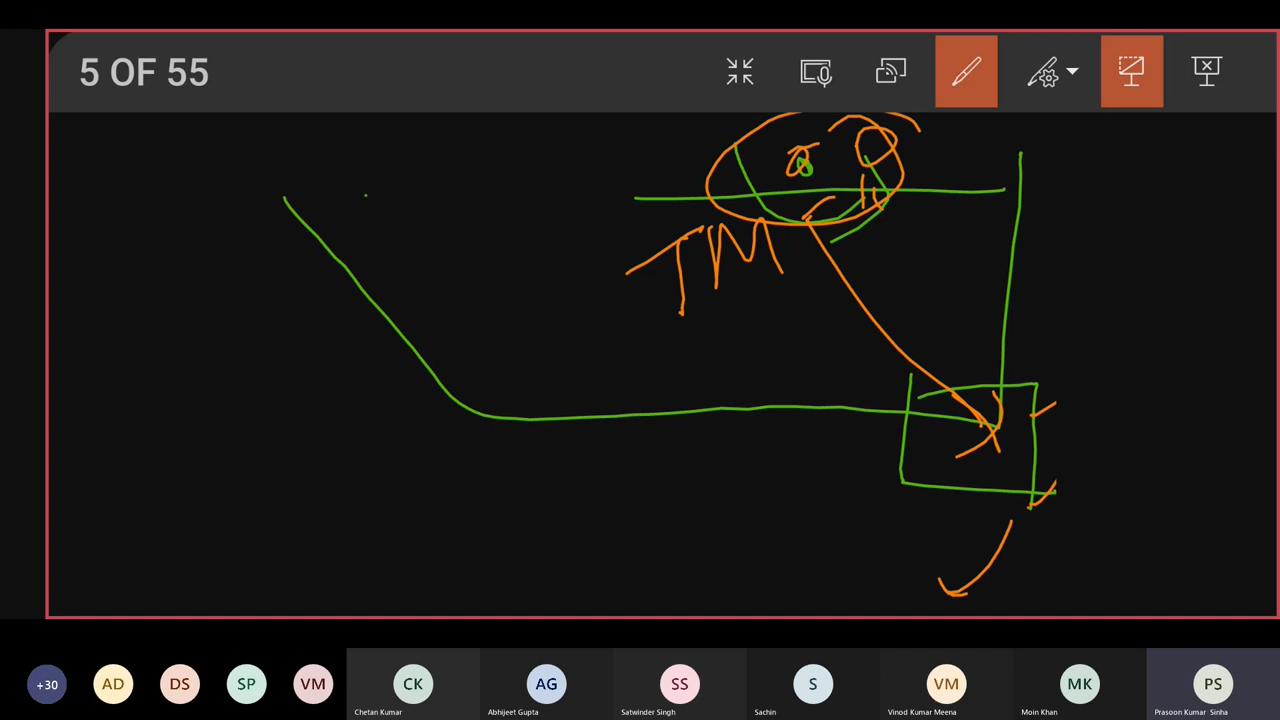 5 OF 55
TM
+30 AD DS SP VM CK AG SS S VM MK PS
Chetan Kumar Abhijeet Gupta Satwinder Singh Sachin Vinod Kumar Meena Moin Khan Prasoon Kumar Sinha